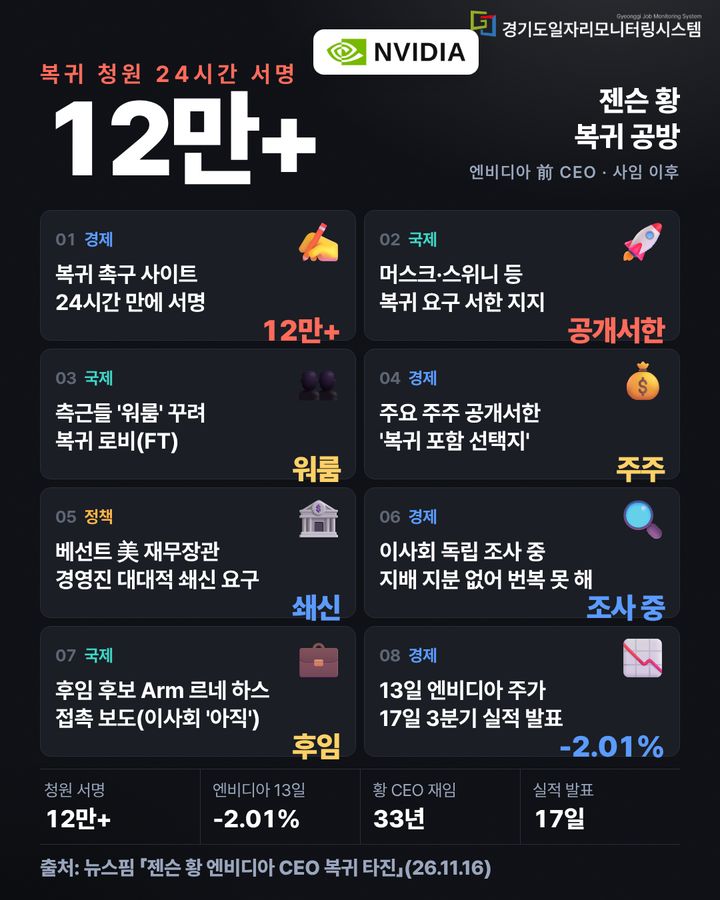 Gyeonggi Job Monitoring System
경기도일자리모니터링시스템
NVIDIA
복귀 청원 24시간 서명
12만+
젠슨 황
복귀 공방
엔비디아 前 CEO · 사임 이후
01 경제
복귀 촉구 사이트
24시간 만에 서명
12만+
02 국제
머스크·스위니 등
복귀 요구 서한 지지
공개서한
03 국제
측근들 '워룸' 꾸려
복귀 로비(FT)
워룸
04 경제
주요 주주 공개서한
'복귀 포함 선택지'
주주
05 정책
베선트 美 재무장관
경영진 대대적 쇄신 요구
쇄신
06 경제
이사회 독립 조사 중
지배 지분 없어 번복 못 해
조사 중
07 국제
후임 후보 Arm 르네 하스
접촉 보도(이사회 '아직')
후임
08 경제
13일 엔비디아 주가
17일 3분기 실적 발표
-2.01%
청원 서명
12만+
엔비디아 13일
-2.01%
황 CEO 재임
33년
실적 발표
17일
출처: 뉴스핌 「젠슨 황 엔비디아 CEO 복귀 타진」(26.11.16)